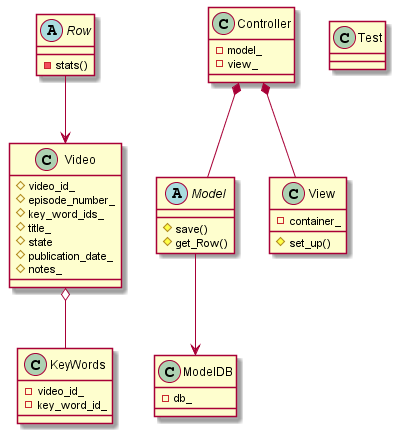 A Row
stats()
C Controller
model_
view_
C Test
C Video
video_id_
episode_number_
key_word_ids_
title_
state
publication_date_
notes_
A Model
save()
get_Row()
C View
container_
set_up()
C KeyWords
video_id_
key_word_id_
C ModelDB
db_